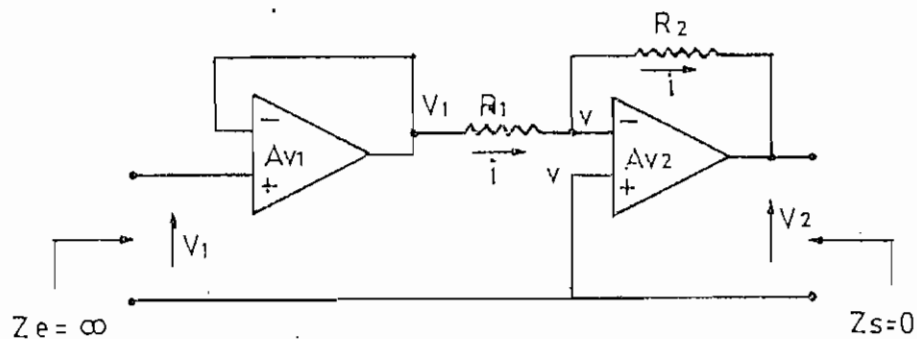 R2
i
V1
R1
v
−
−
Av1
Av2
i
v
+
+
V1
V2
Ze = ∞
Zs=0